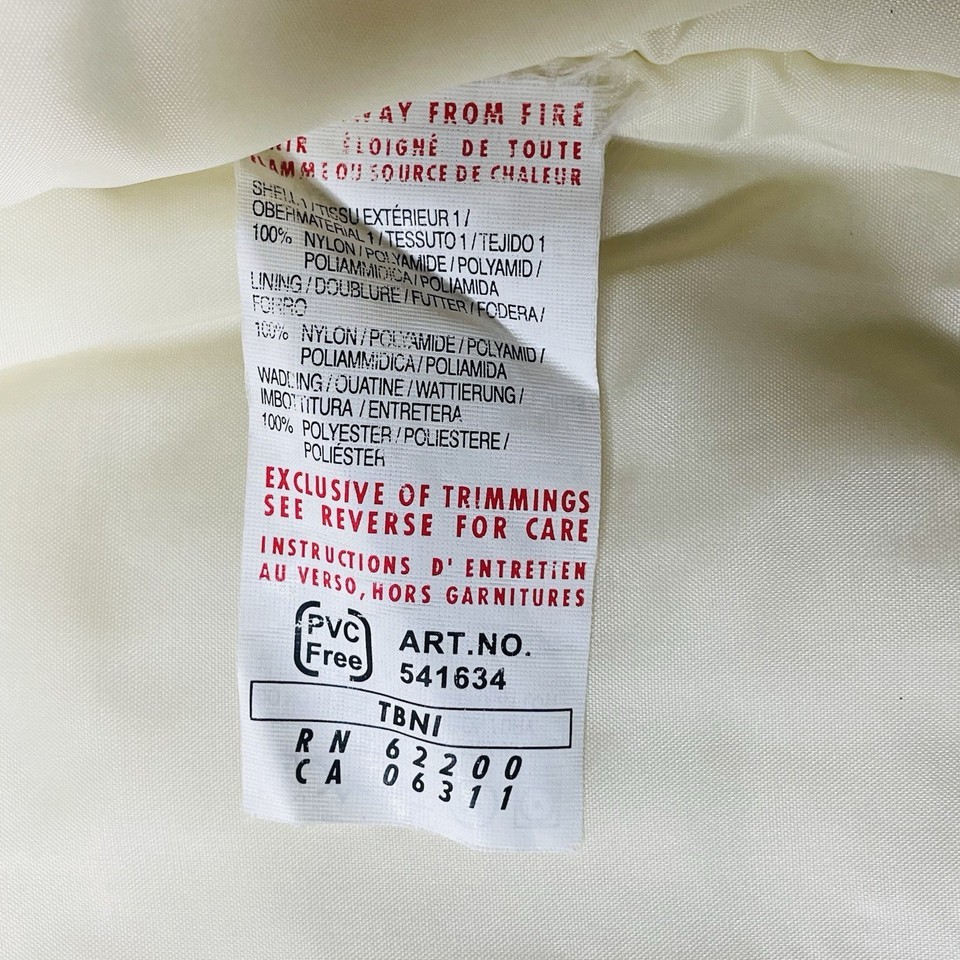 AWAY FROM FIRE
ÉLOIGNÉ DE TOUTE
FLAMME OU SOURCE DE CHALEUR
SHELL 1 / TISSU EXTÉRIEUR 1 /
OBERMATERIAL 1 / TESSUTO 1 / TEJIDO 1
100% NYLON / POLYAMIDE / POLYAMID /
POLIAMMIDICA / POLIAMIDA
LINING / DOUBLURE / FUTTER / FODERA /
FORRO
100% NYLON / POLYAMIDE / POLYAMID /
POLIAMMIDICA / POLIAMIDA
WADDING / OUATINE / WATTIERUNG /
IMBOTTITURA / ENTRETERA
100% POLYESTER / POLIESTERE /
POLIÉSTER
EXCLUSIVE OF TRIMMINGS
SEE REVERSE FOR CARE
INSTRUCTIONS D' ENTRETIEN
AU VERSO, HORS GARNITURES
PVC
Free
ART.NO.
541634
TBNI
RN 62200
CA 06311